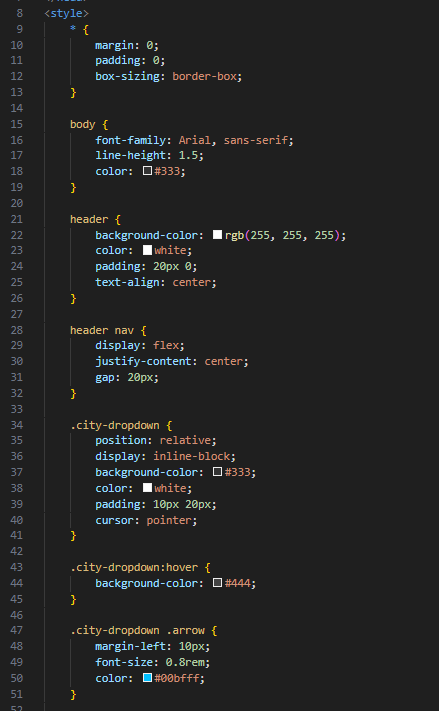 8 <style>
9 * {
10 margin: 0;
11 padding: 0;
12 box-sizing: border-box;
13 }
14
15 body {
16 font-family: Arial, sans-serif;
17 line-height: 1.5;
18 color: #333;
19 }
20
21 header {
22 background-color: rgb(255, 255, 255);
23 color: white;
24 padding: 20px 0;
25 text-align: center;
26 }
27
28 header nav {
29 display: flex;
30 justify-content: center;
31 gap: 20px;
32 }
33
34 .city-dropdown {
35 position: relative;
36 display: inline-block;
37 background-color: #333;
38 color: white;
39 padding: 10px 20px;
40 cursor: pointer;
41 }
42
43 .city-dropdown:hover {
44 background-color: #444;
45 }
46
47 .city-dropdown .arrow {
48 margin-left: 10px;
49 font-size: 0.8rem;
50 color: #00bfff;
51 }
52